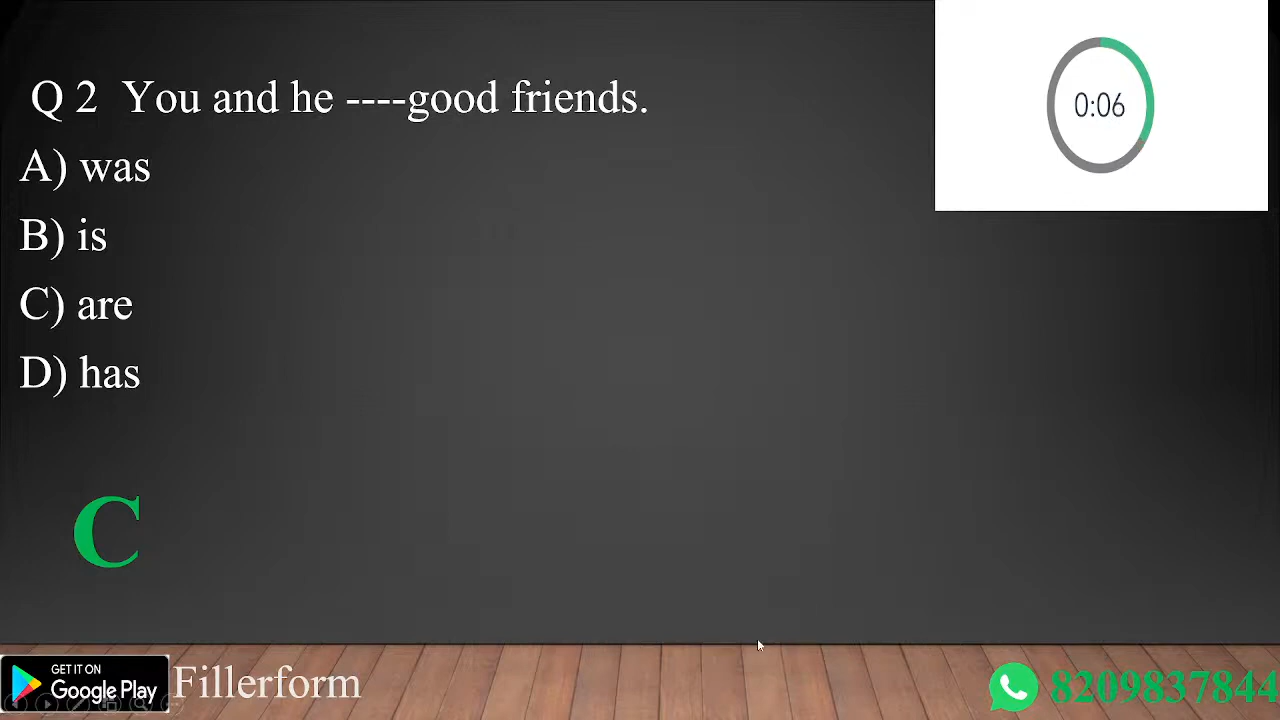 Q 2 You and he ----good friends.
0:06
A) was
B) is
C) are
D) has
C
GET IT ON
Google Play
Fillerform
8209837844